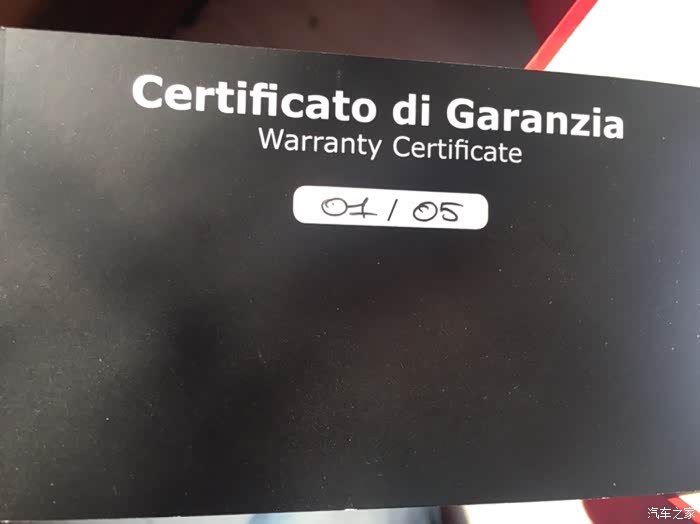 Certificato di Garanzia
Warranty Certificate
01 / 05
汽车之家